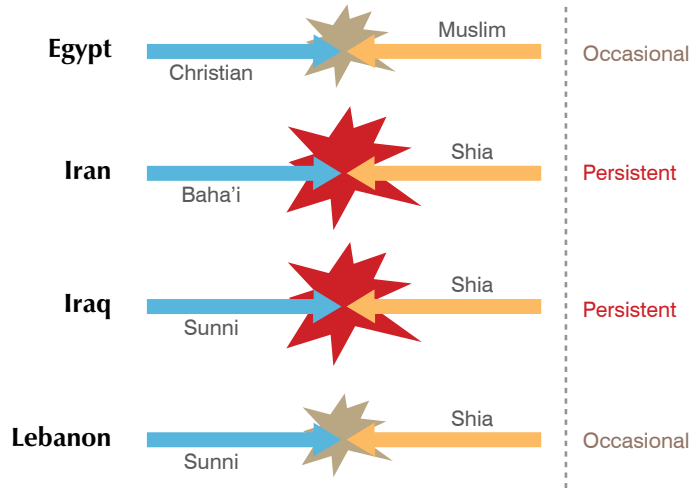 Muslim
Egypt
Occasional
Christian
Shia
Iran
Persistent
Baha'i
Shia
Iraq
Persistent
Sunni
Shia
Lebanon
Occasional
Sunni